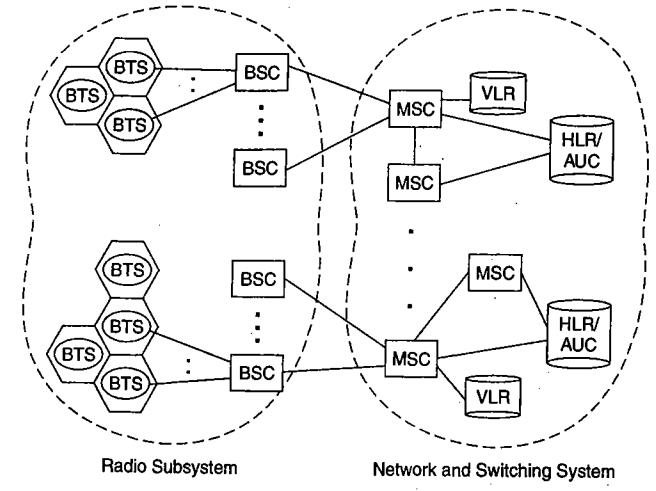 BTS
BSC
BTS
VLR
BTS
MSC
HLR/
AUC
BSC
MSC
BTS
BSC
MSC
BTS
HLR/
AUC
BTS
MSC
BTS
BSC
VLR
Radio Subsystem
Network and Switching System